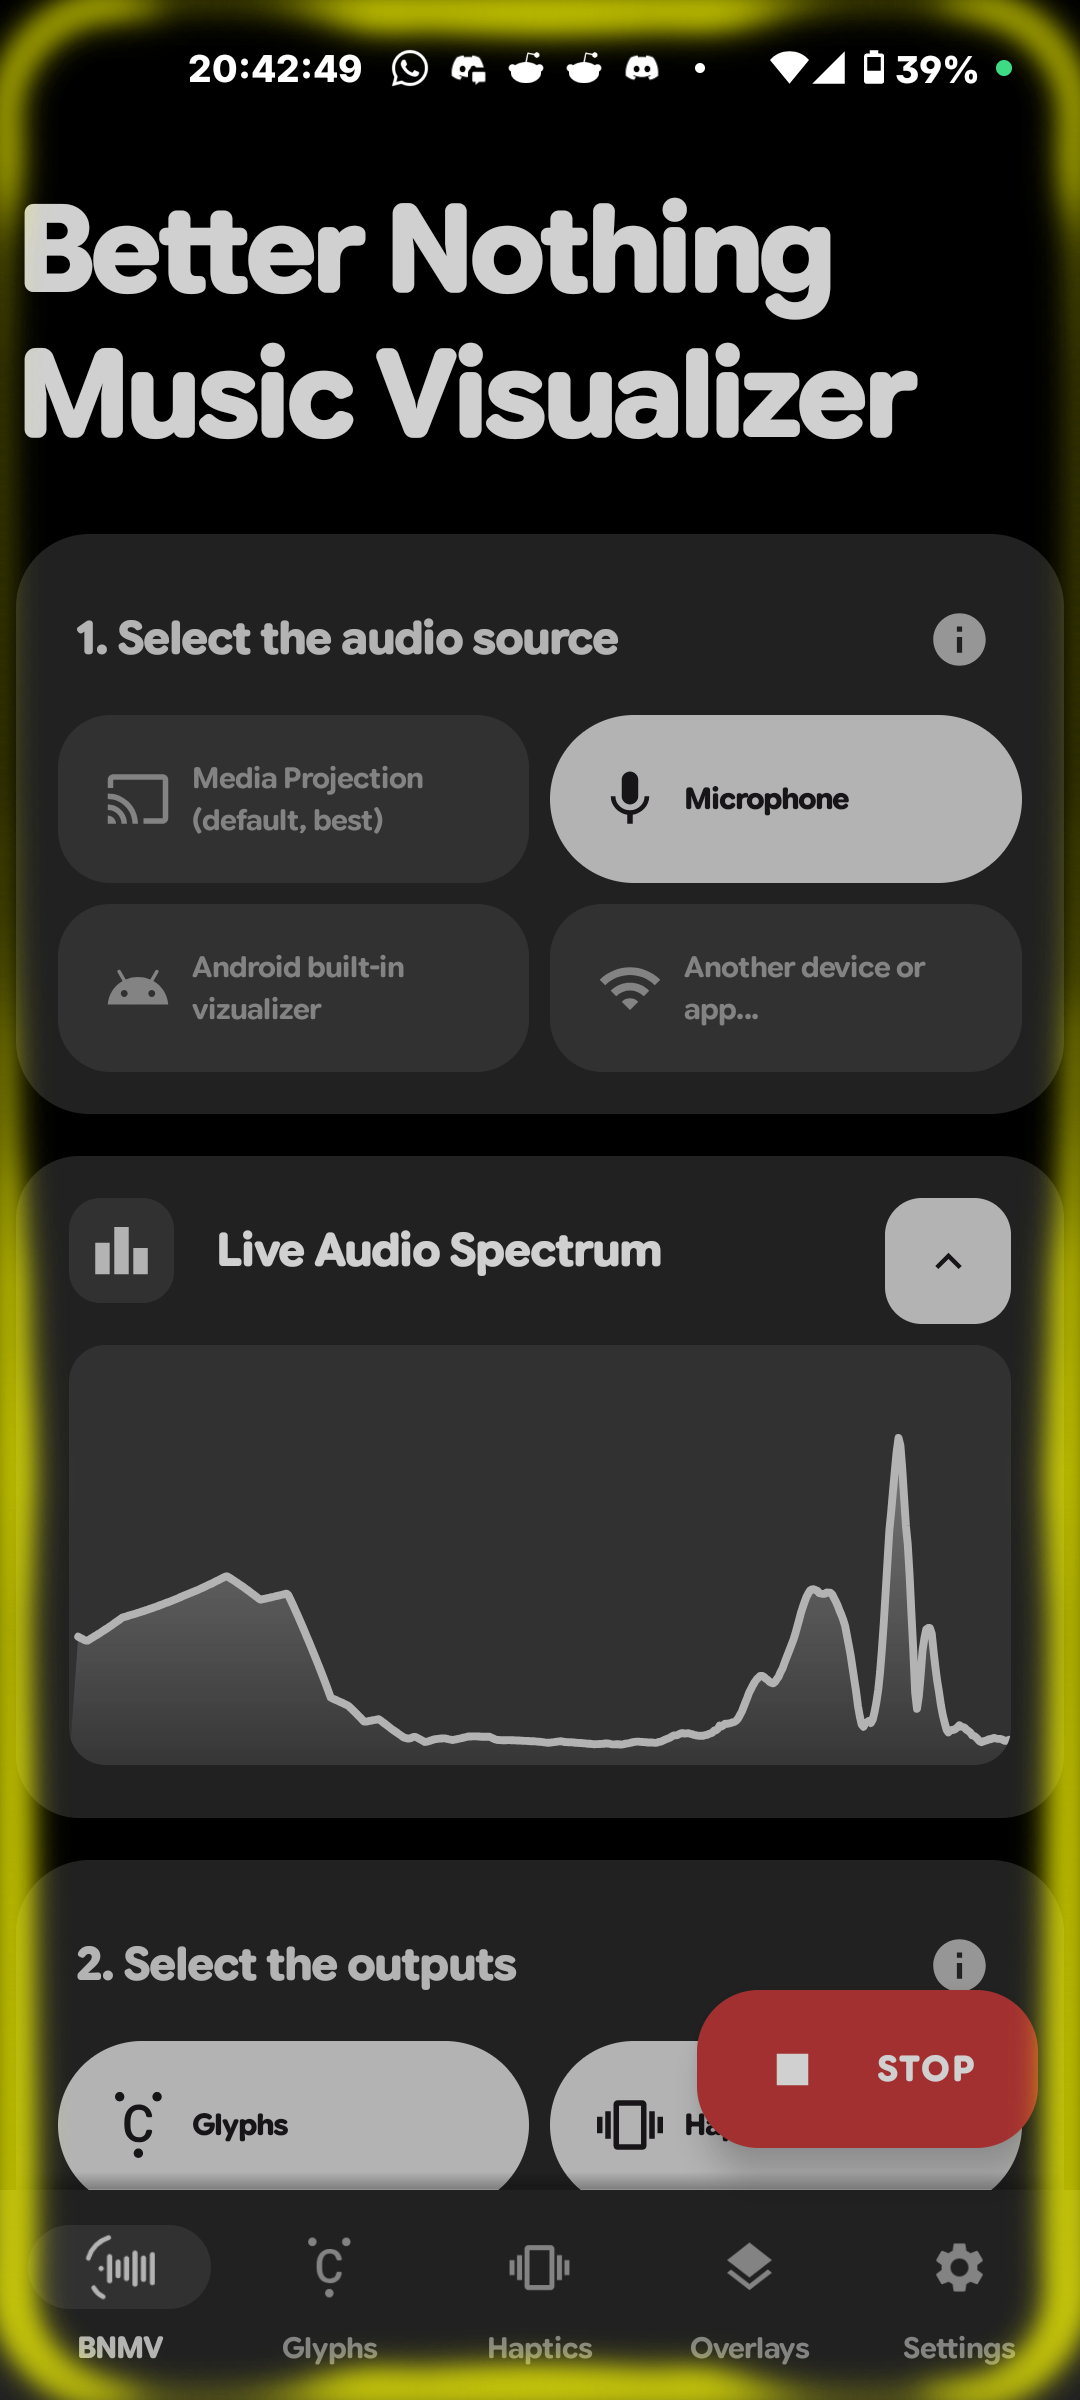 20:42:49
39%
Better Nothing
Music Visualizer
1. Select the audio source
Media Projection
(default, best)
Microphone
Android built-in
vizualizer
Another device or
app...
Live Audio Spectrum
2. Select the outputs
Glyphs
STOP
BNMV
Glyphs
Haptics
Overlays
Settings